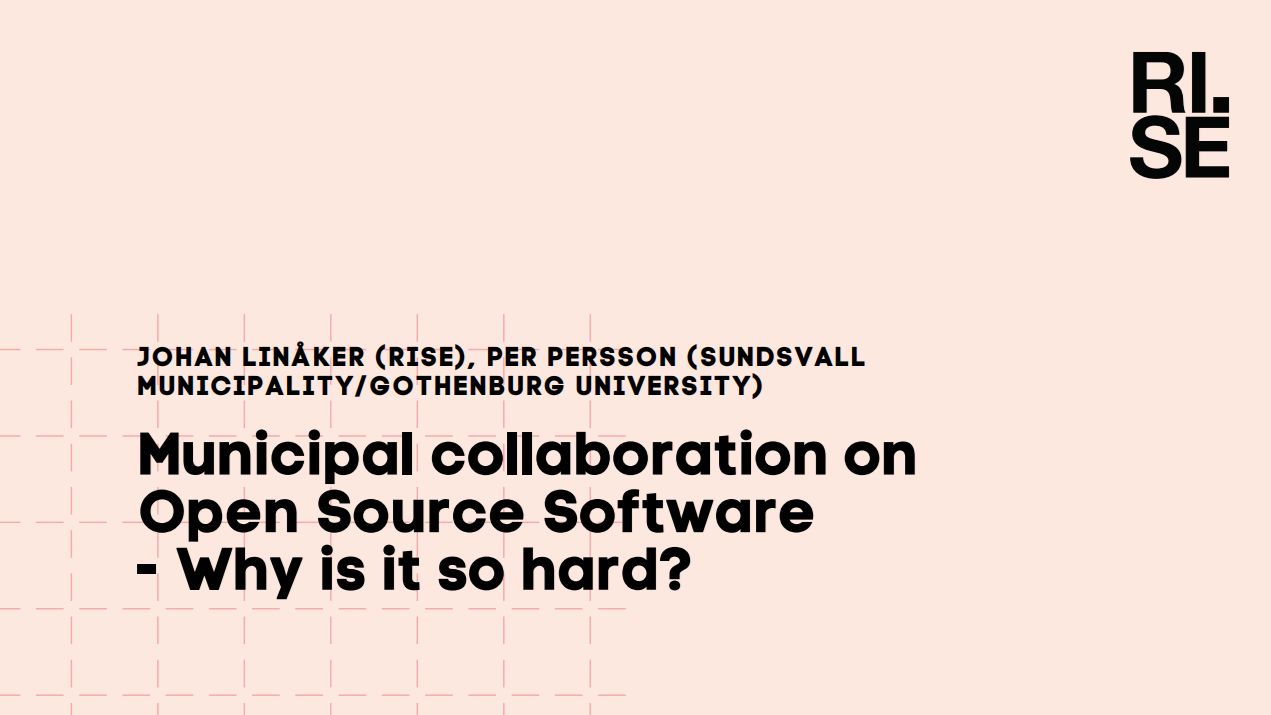 RI.
SE
JOHAN LINÅKER (RISE), PER PERSSON (SUNDSVALL
MUNICIPALITY/GOTHENBURG UNIVERSITY)
Municipal collaboration on
Open Source Software
- Why is it so hard?